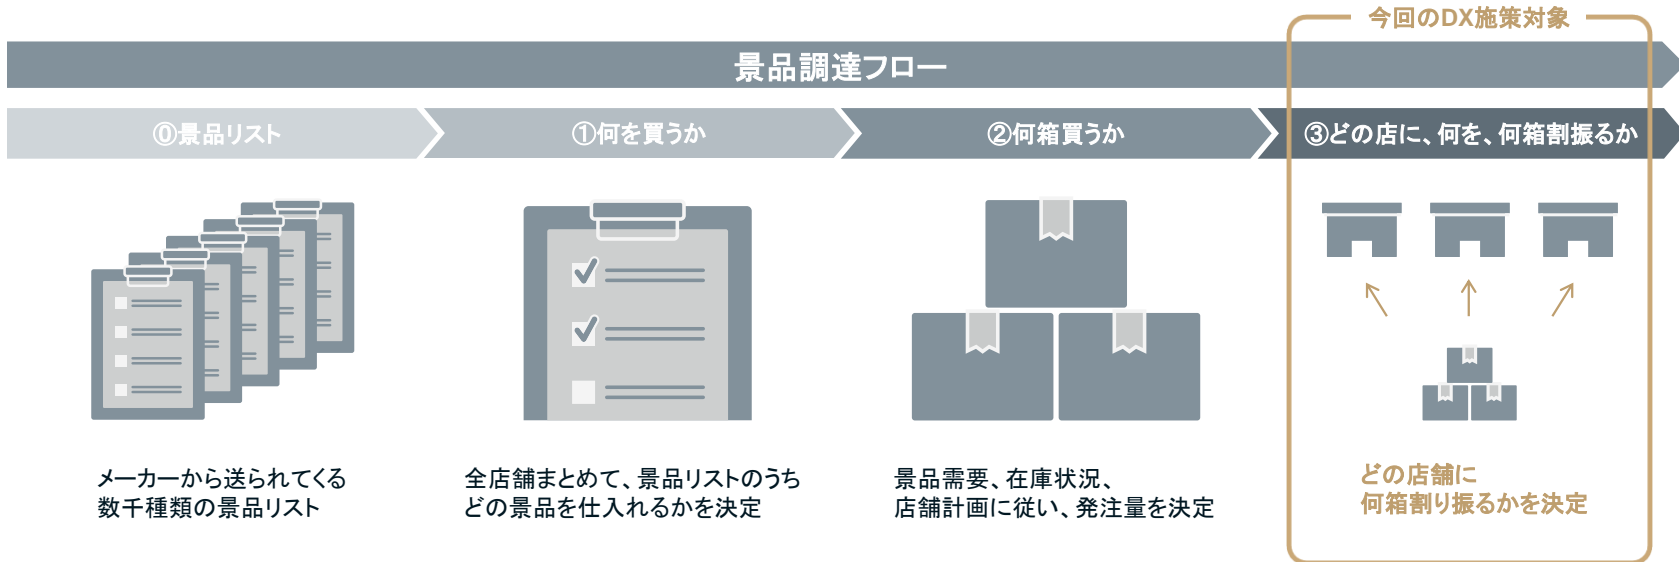 今回のDX施策対象
景品調達フロー
⓪景品リスト
①何を買うか
②何箱買うか
③どの店に、何を、何箱割振るか
メーカーから送られてくる
数千種類の景品リスト
全店舗まとめて、景品リストのうち
どの景品を仕入れるかを決定
景品需要、在庫状況、
店舗計画に従い、発注量を決定
どの店舗に
何箱割り振るかを決定